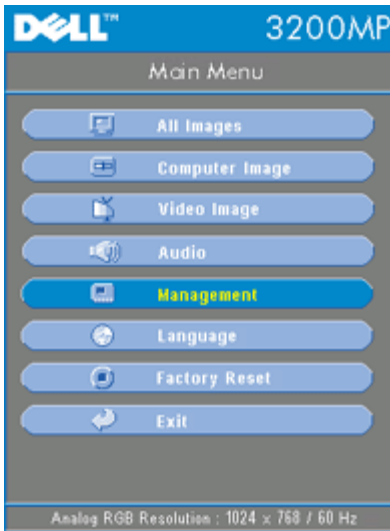 DELL™ 3200MP
Main Menu
All Images
Computer Image
Video Image
Audio
Management
Language
Factory Reset
Exit
Analog RGB Resolution : 1024 x 768 / 60 Hz